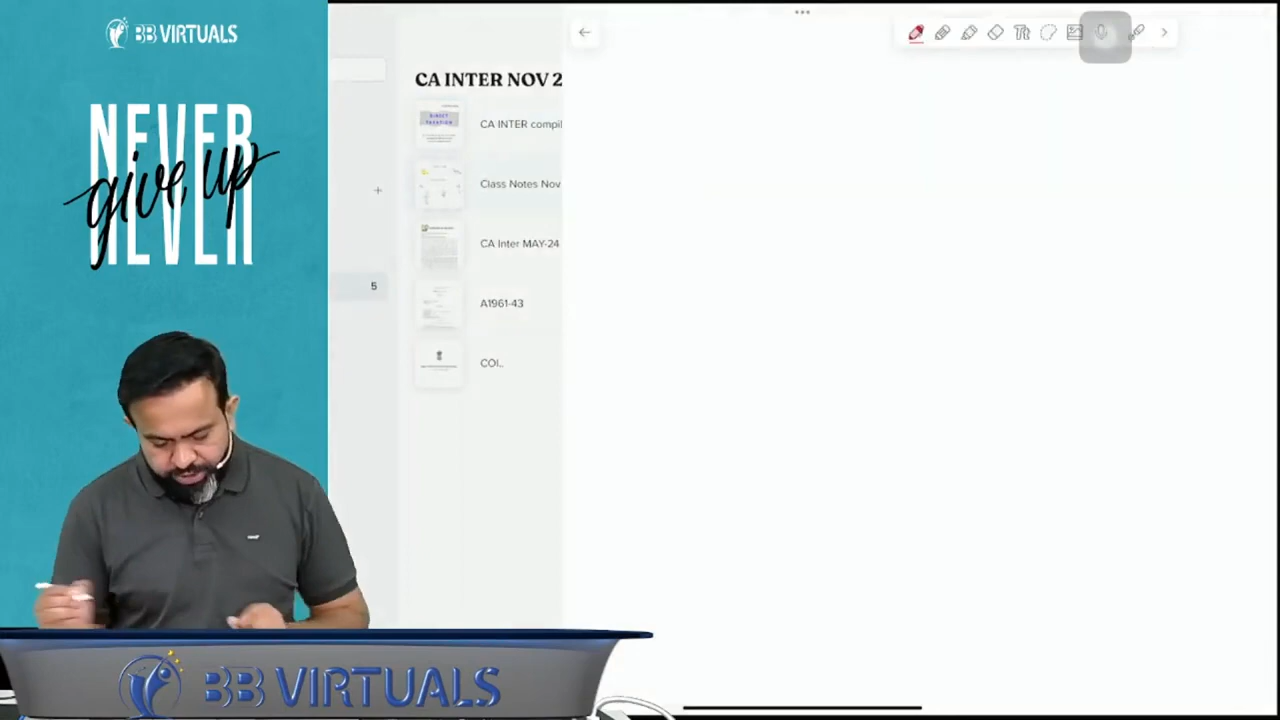 BB VIRTUALS
NEVER
give up
NEVER
CA INTER NOV 2
CA INTER compil
Class Notes Nov
CA Inter MAY-24
5
A1961-43
COI..
DIRECT
TAXATION
BB VIRTUALS